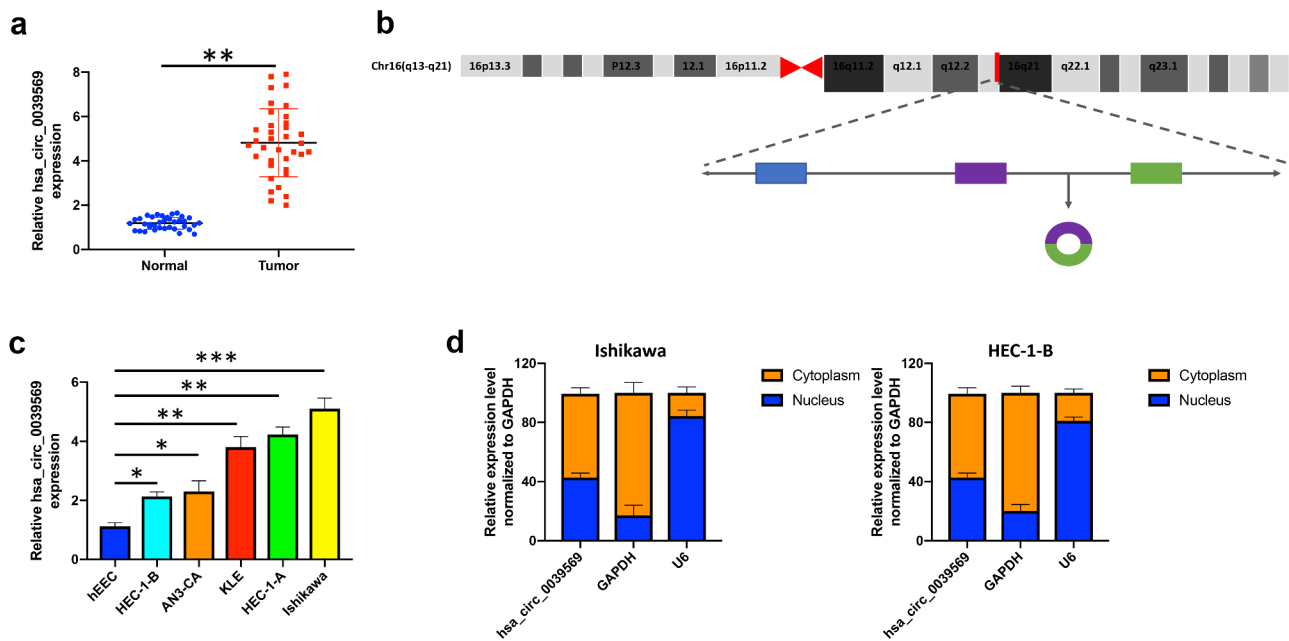 a
**
Relative hsa_circ_0039569
expression
8
6
4
2
0
Normal
Tumor
b
Chr16(q13-q21)
16p13.3
P12.3
12.1
16p11.2
16q11.2
q12.1
q12.2
16q21
q22.1
q23.1
c
Relative hsa_circ_0039569
expression
6
4
2
0
***
**
**
*
*
hEEC
HEC-1-B
AN3-CA
KLE
HEC-1-A
Ishikawa
d
Ishikawa
Relative expression level
normalized to GAPDH
120
80
40
0
Cytoplasm
Nucleus
hsa_circ_0039569
GAPDH
U6
HEC-1-B
Relative expression level
normalized to GAPDH
120
80
40
0
Cytoplasm
Nucleus
hsa_circ_0039569
GAPDH
U6